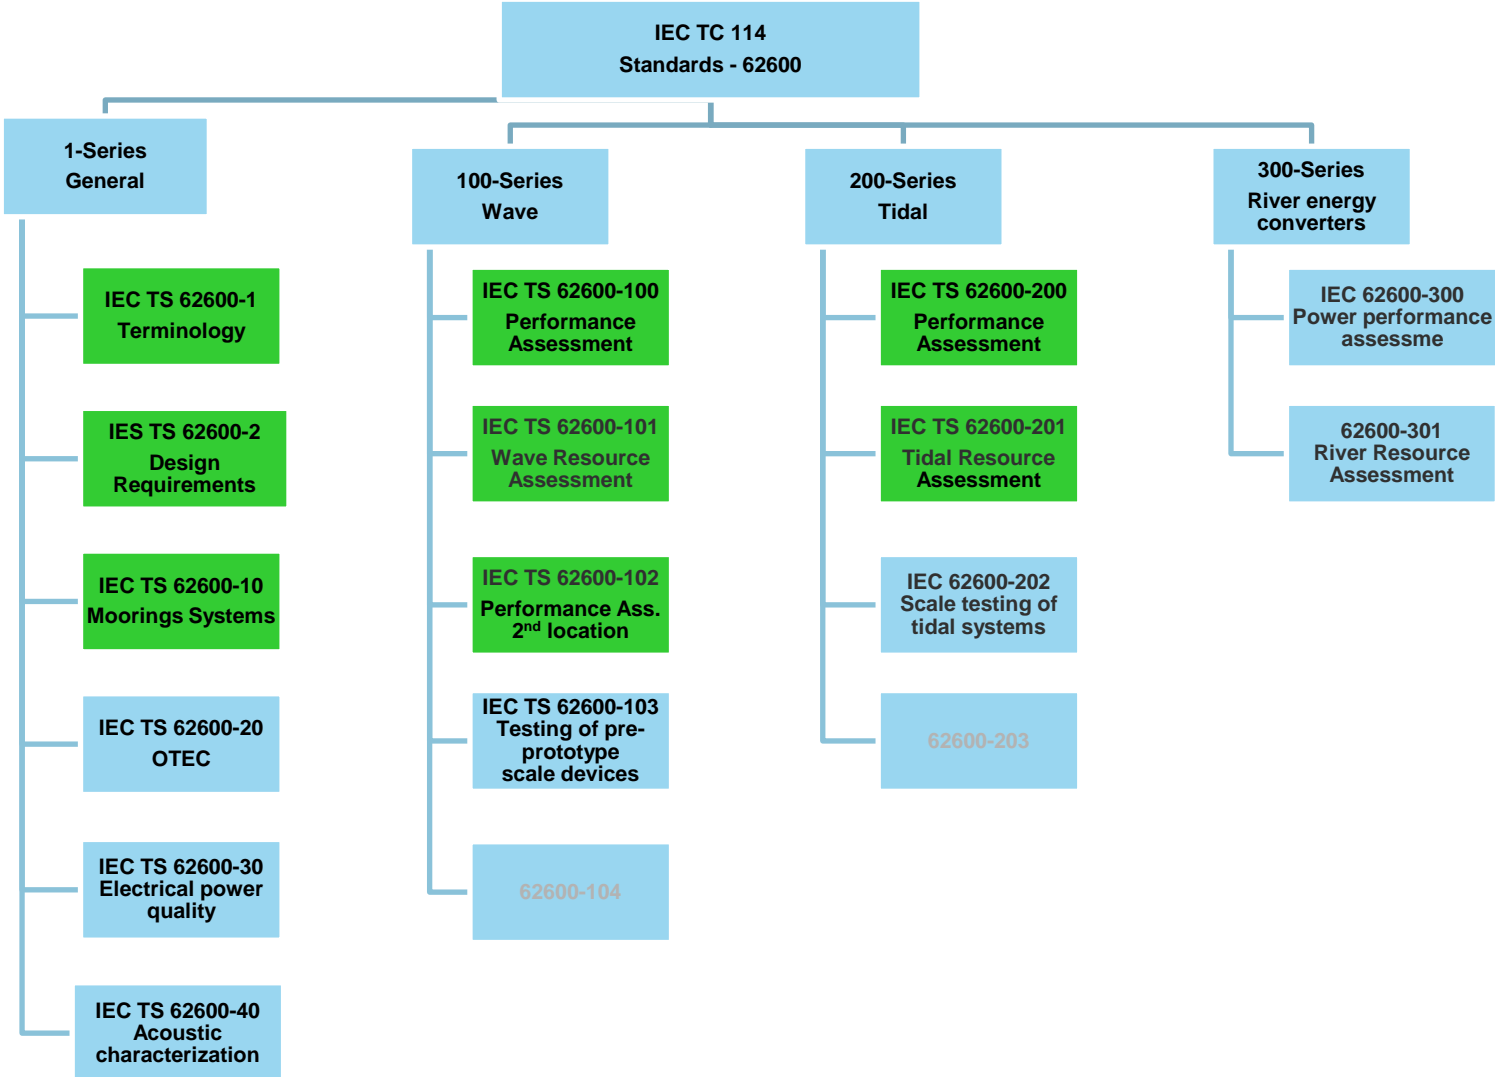 IEC TC 114
Standards - 62600
1-Series
General
IEC TS 62600-1
Terminology
IES TS 62600-2
Design
Requirements
IEC TS 62600-10
Moorings Systems
IEC TS 62600-20
OTEC
IEC TS 62600-30
Electrical power
quality
IEC TS 62600-40
Acoustic
characterization
100-Series
Wave
IEC TS 62600-100
Performance
Assessment
IEC TS 62600-101
Wave Resource
Assessment
IEC TS 62600-102
Performance Ass.
2nd location
IEC TS 62600-103
Testing of pre-
prototype
scale devices
62600-104
200-Series
Tidal
IEC TS 62600-200
Performance
Assessment
IEC TS 62600-201
Tidal Resource
Assessment
IEC 62600-202
Scale testing of
tidal systems
62600-203
300-Series
River energy
converters
IEC 62600-300
Power performance
assessme
62600-301
River Resource
Assessment